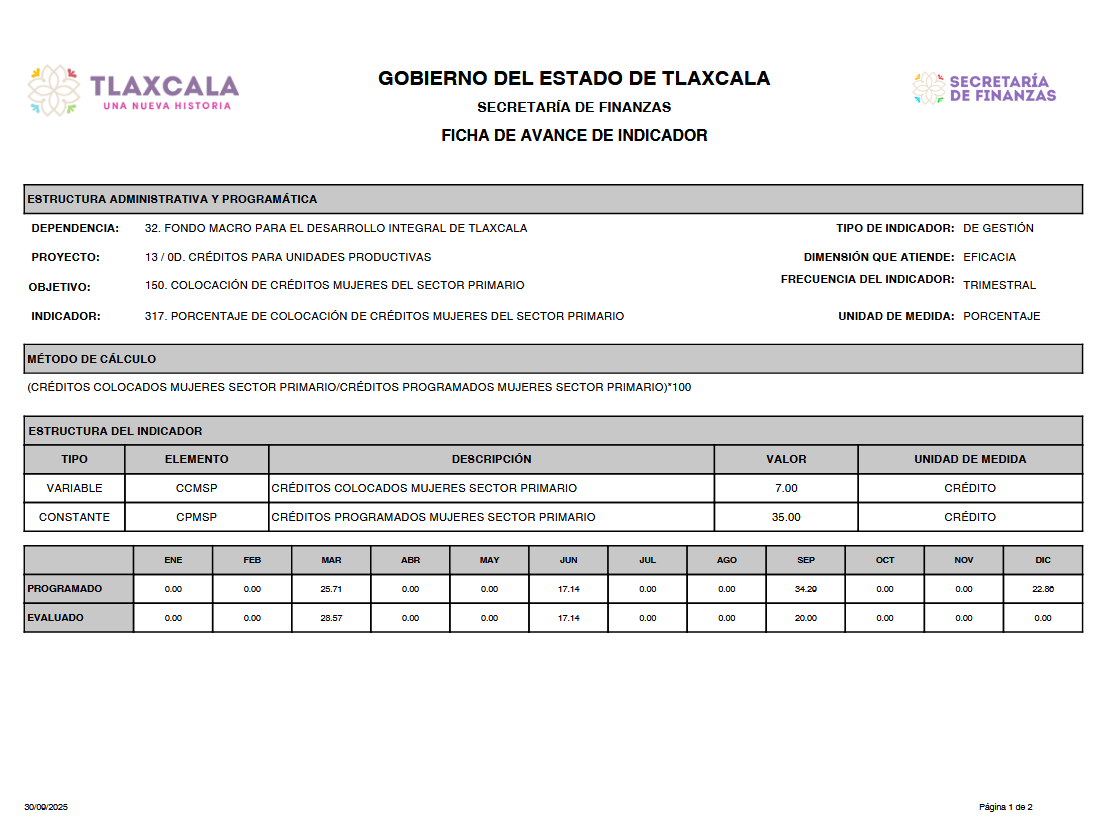 TLAXCALA
UNA NUEVA HISTORIA
GOBIERNO DEL ESTADO DE TLAXCALA
SECRETARÍA DE FINANZAS
FICHA DE AVANCE DE INDICADOR
SECRETARÍA
DE FINANZAS
ESTRUCTURA ADMINISTRATIVA Y PROGRAMÁTICA
DEPENDENCIA: 32. FONDO MACRO PARA EL DESARROLLO INTEGRAL DE TLAXCALA TIPO DE INDICADOR: DE GESTIÓN
PROYECTO: 13 / 0D. CRÉDITOS PARA UNIDADES PRODUCTIVAS DIMENSIÓN QUE ATIENDE: EFICACIA
OBJETIVO: 150. COLOCACIÓN DE CRÉDITOS MUJERES DEL SECTOR PRIMARIO FRECUENCIA DEL INDICADOR: TRIMESTRAL
INDICADOR: 317. PORCENTAJE DE COLOCACIÓN DE CRÉDITOS MUJERES DEL SECTOR PRIMARIO UNIDAD DE MEDIDA: PORCENTAJE
MÉTODO DE CÁLCULO
(CRÉDITOS COLOCADOS MUJERES SECTOR PRIMARIO/CRÉDITOS PROGRAMADOS MUJERES SECTOR PRIMARIO)*100
ESTRUCTURA DEL INDICADOR
TIPO ELEMENTO DESCRIPCIÓN VALOR UNIDAD DE MEDIDA
VARIABLE CCMSP CRÉDITOS COLOCADOS MUJERES SECTOR PRIMARIO 7.00 CRÉDITO
CONSTANTE CPMSP CRÉDITOS PROGRAMADOS MUJERES SECTOR PRIMARIO 35.00 CRÉDITO
ENE FEB MAR ABR MAY JUN JUL AGO SEP OCT NOV DIC
PROGRAMADO 0.00 0.00 25.71 0.00 0.00 17.14 0.00 0.00 34.29 0.00 0.00 22.86
EVALUADO 0.00 0.00 28.57 0.00 0.00 17.14 0.00 0.00 20.00 0.00 0.00 0.00
30/09/2025 Página 1 de 2